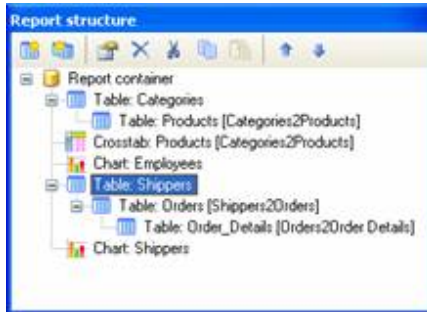 Report structure
Report container
Table: Categories
Table: Products [Categories2Products]
Crosstab: Products [Categories2Products]
Chart: Employees
Table: Shippers
Table: Orders [Shippers2Orders]
Table: Order_Details [Orders2Order Details]
Chart: Shippers